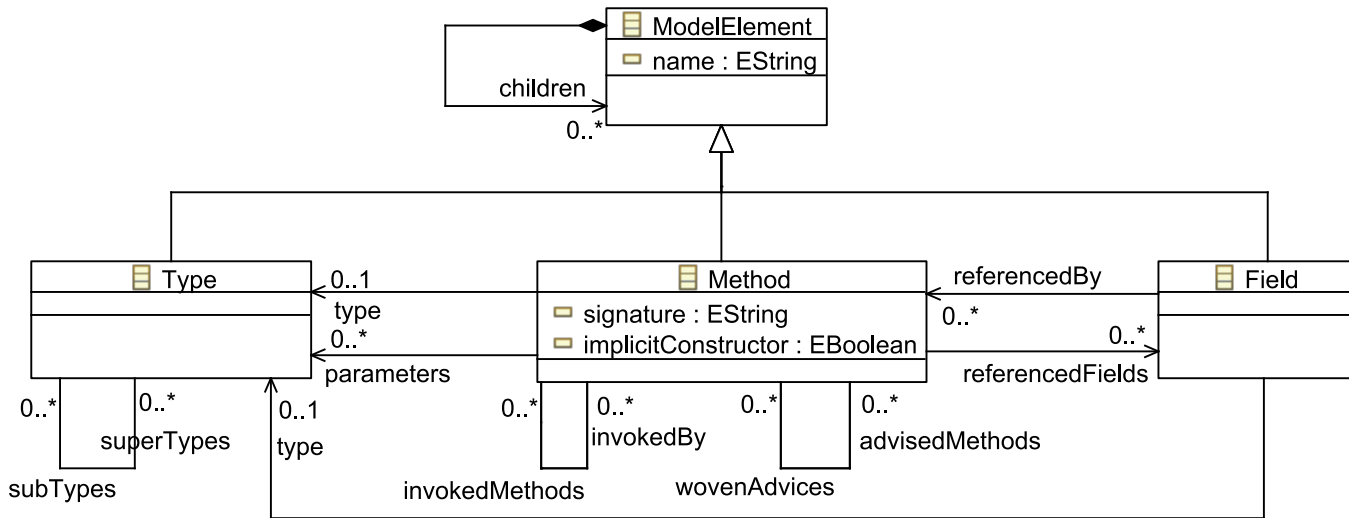 ModelElement
name : EString
children
0..*
Type
0..1
type
0..*
parameters
Method
signature : EString
implicitConstructor : EBoolean
referencedBy
0..*
0..*
referencedFields
Field
0..*
0..*
superTypes
subTypes
0..1
type
0..*
0..*
invokedBy
invokedMethods
0..*
0..*
advisedMethods
wovenAdvices